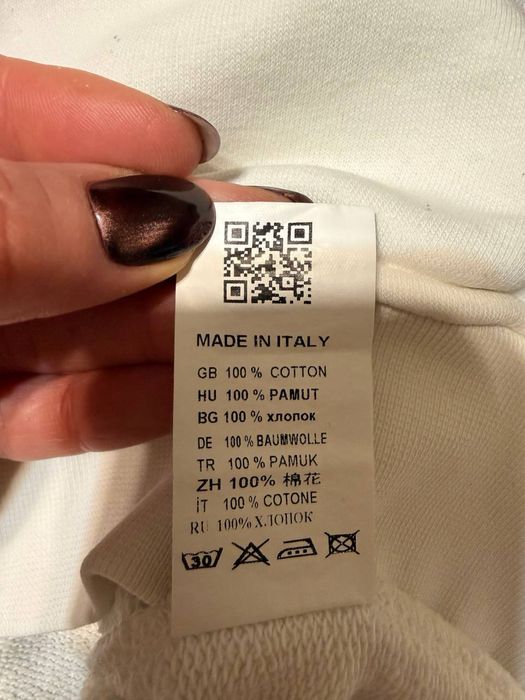 MADE IN ITALY
GB 100 % COTTON
HU 100 % PAMUT
BG 100 % хлопок
DE 100 % BAUMWOLLE
TR 100 % PAMUK
ZH 100% 棉花
İT 100 % COTONE
RU 100% ХЛОПОК
30